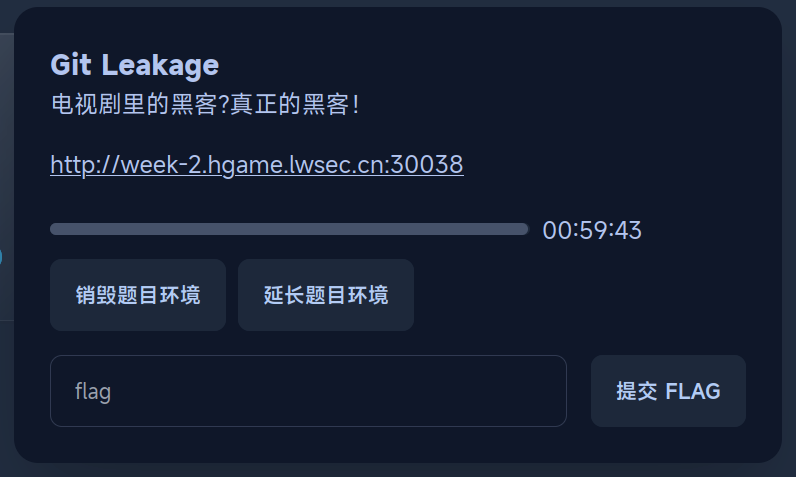 Git Leakage
电视剧里的黑客?真正的黑客!
http://week-2.hgame.lwsec.cn:30038
00:59:43
销毁题目环境 延长题目环境
flag 提交 FLAG